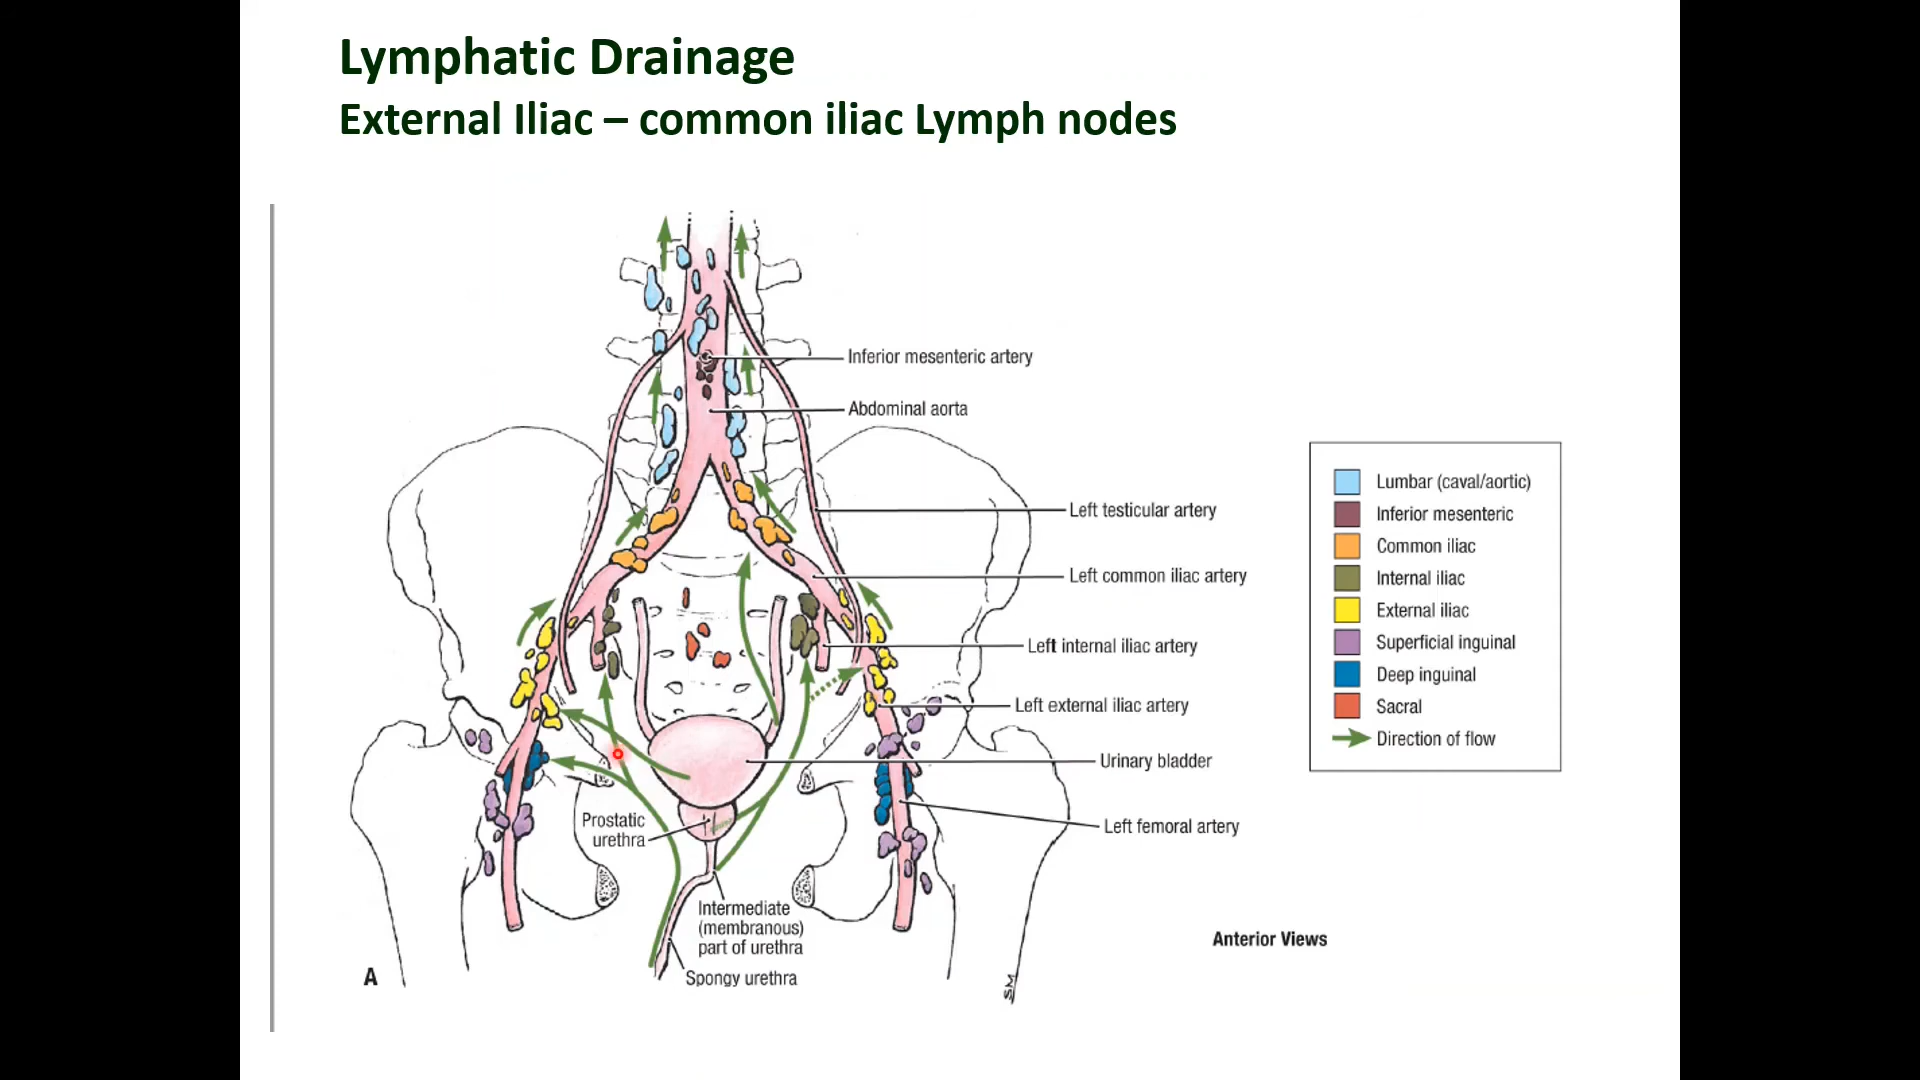 Lymphatic Drainage
External Iliac – common iliac Lymph nodes
Inferior mesenteric artery
Abdominal aorta
Left testicular artery
Left common iliac artery
Left internal iliac artery
Left external iliac artery
Urinary bladder
Left femoral artery
Prostatic
urethra
Intermediate
(membranous)
part of urethra
Spongy urethra
A
SM
Lumbar (caval/aortic)
Inferior mesenteric
Common iliac
Internal iliac
External iliac
Superficial inguinal
Deep inguinal
Sacral
Direction of flow
Anterior Views